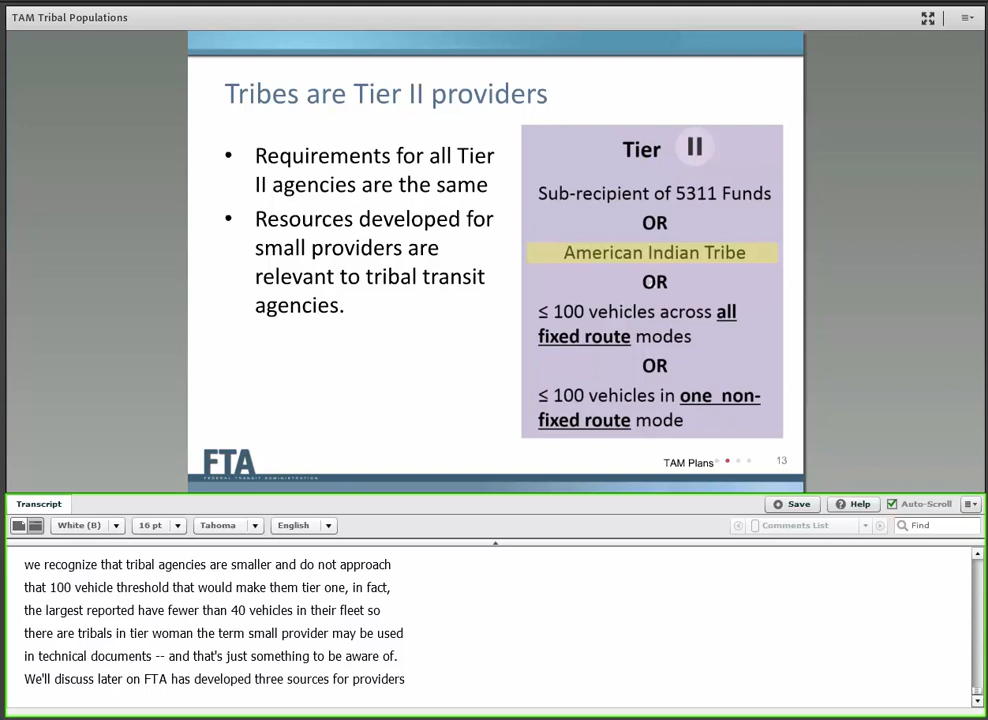 TAM Tribal Populations
Tribes are Tier II providers
• Requirements for all Tier
II agencies are the same
• Resources developed for
small providers are
relevant to tribal transit
agencies.
Tier II
Sub-recipient of 5311 Funds
OR
American Indian Tribe
OR
≤ 100 vehicles across all
fixed route modes
OR
≤ 100 vehicles in one non-
fixed route mode
FTA
FEDERAL TRANSIT ADMINISTRATION
TAM Plans
13
Transcript
Save
Help
Auto-Scroll
White (B)
16 pt
Tahoma
English
Comments List
Find
we recognize that tribal agencies are smaller and do not approach
that 100 vehicle threshold that would make them tier one, in fact,
the largest reported have fewer than 40 vehicles in their fleet so
there are tribals in tier woman the term small provider may be used
in technical documents -- and that's just something to be aware of.
We'll discuss later on FTA has developed three sources for providers